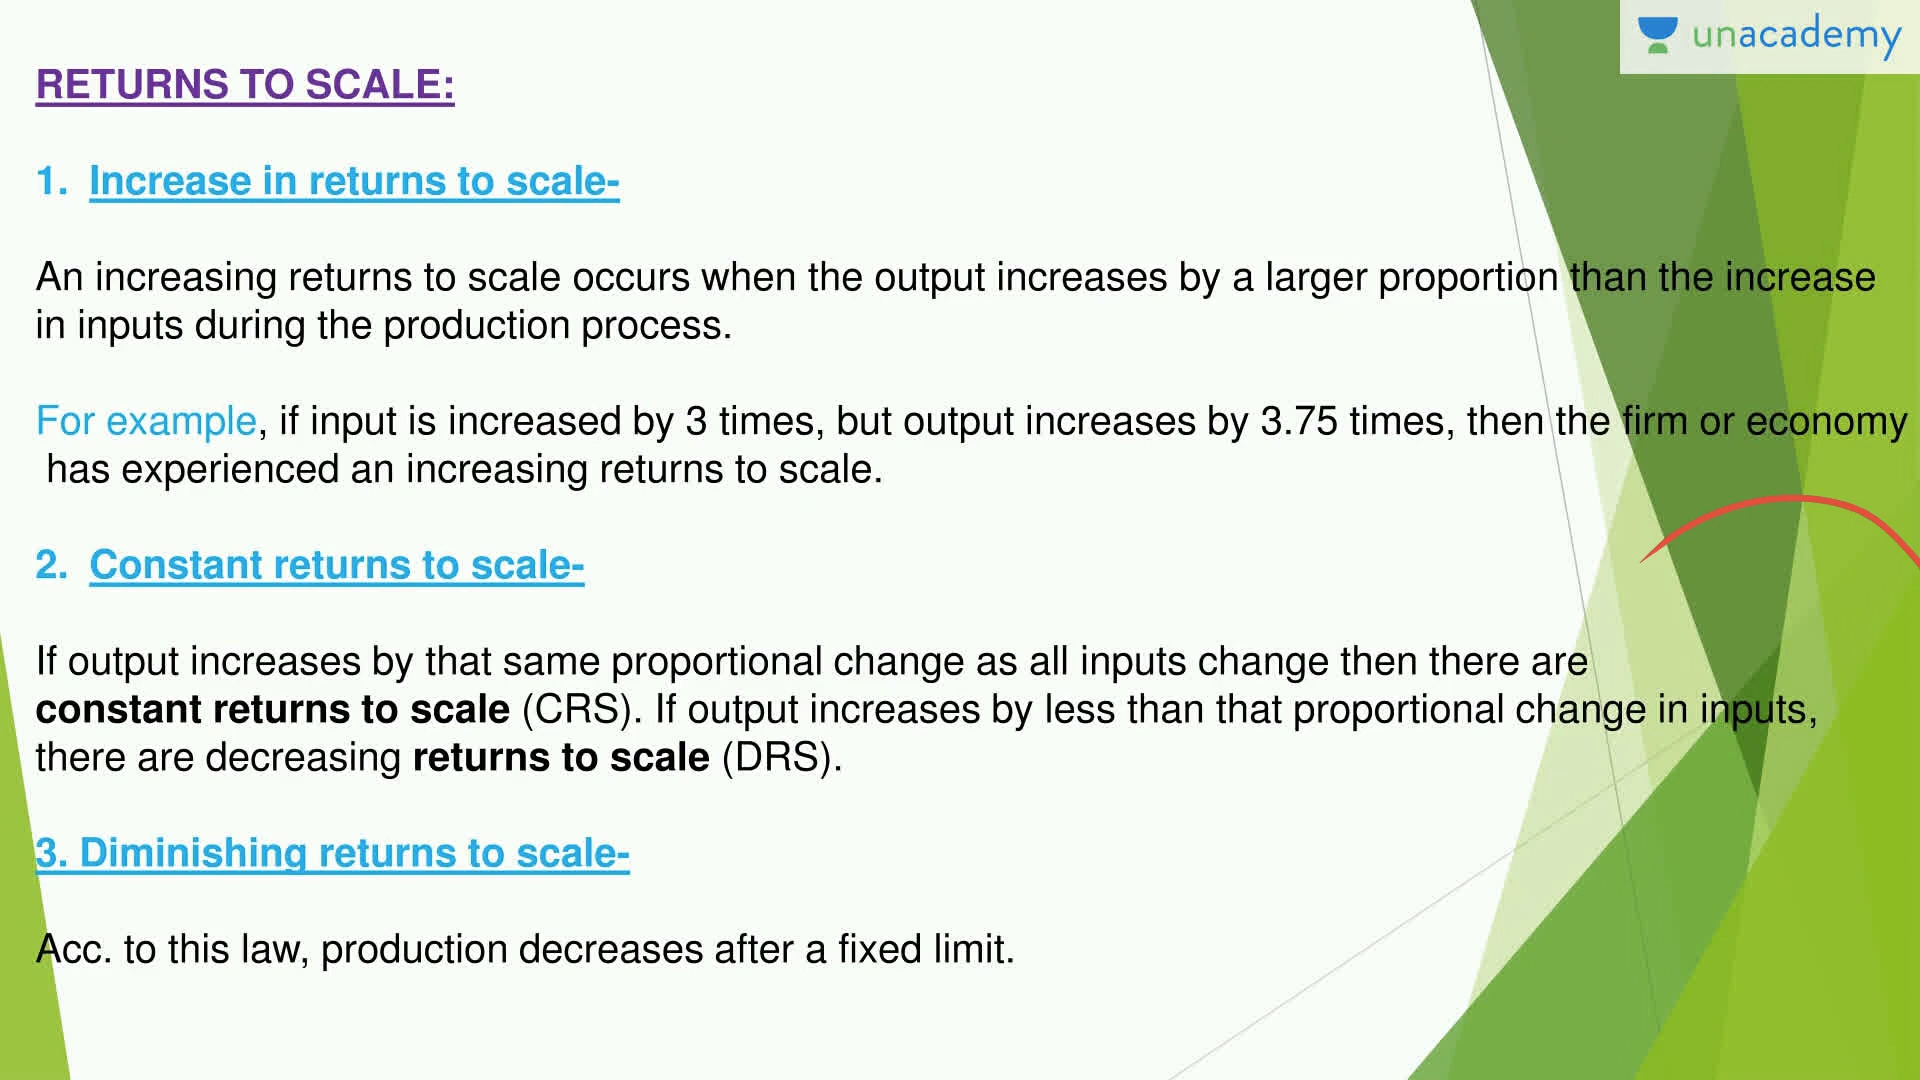 unacademy
RETURNS TO SCALE:
1. Increase in returns to scale-
An increasing returns to scale occurs when the output increases by a larger proportion than the increase
in inputs during the production process.
For example, if input is increased by 3 times, but output increases by 3.75 times, then the firm or economy
has experienced an increasing returns to scale.
2. Constant returns to scale-
If output increases by that same proportional change as all inputs change then there are
constant returns to scale (CRS). If output increases by less than that proportional change in inputs,
there are decreasing returns to scale (DRS).
3. Diminishing returns to scale-
Acc. to this law, production decreases after a fixed limit.